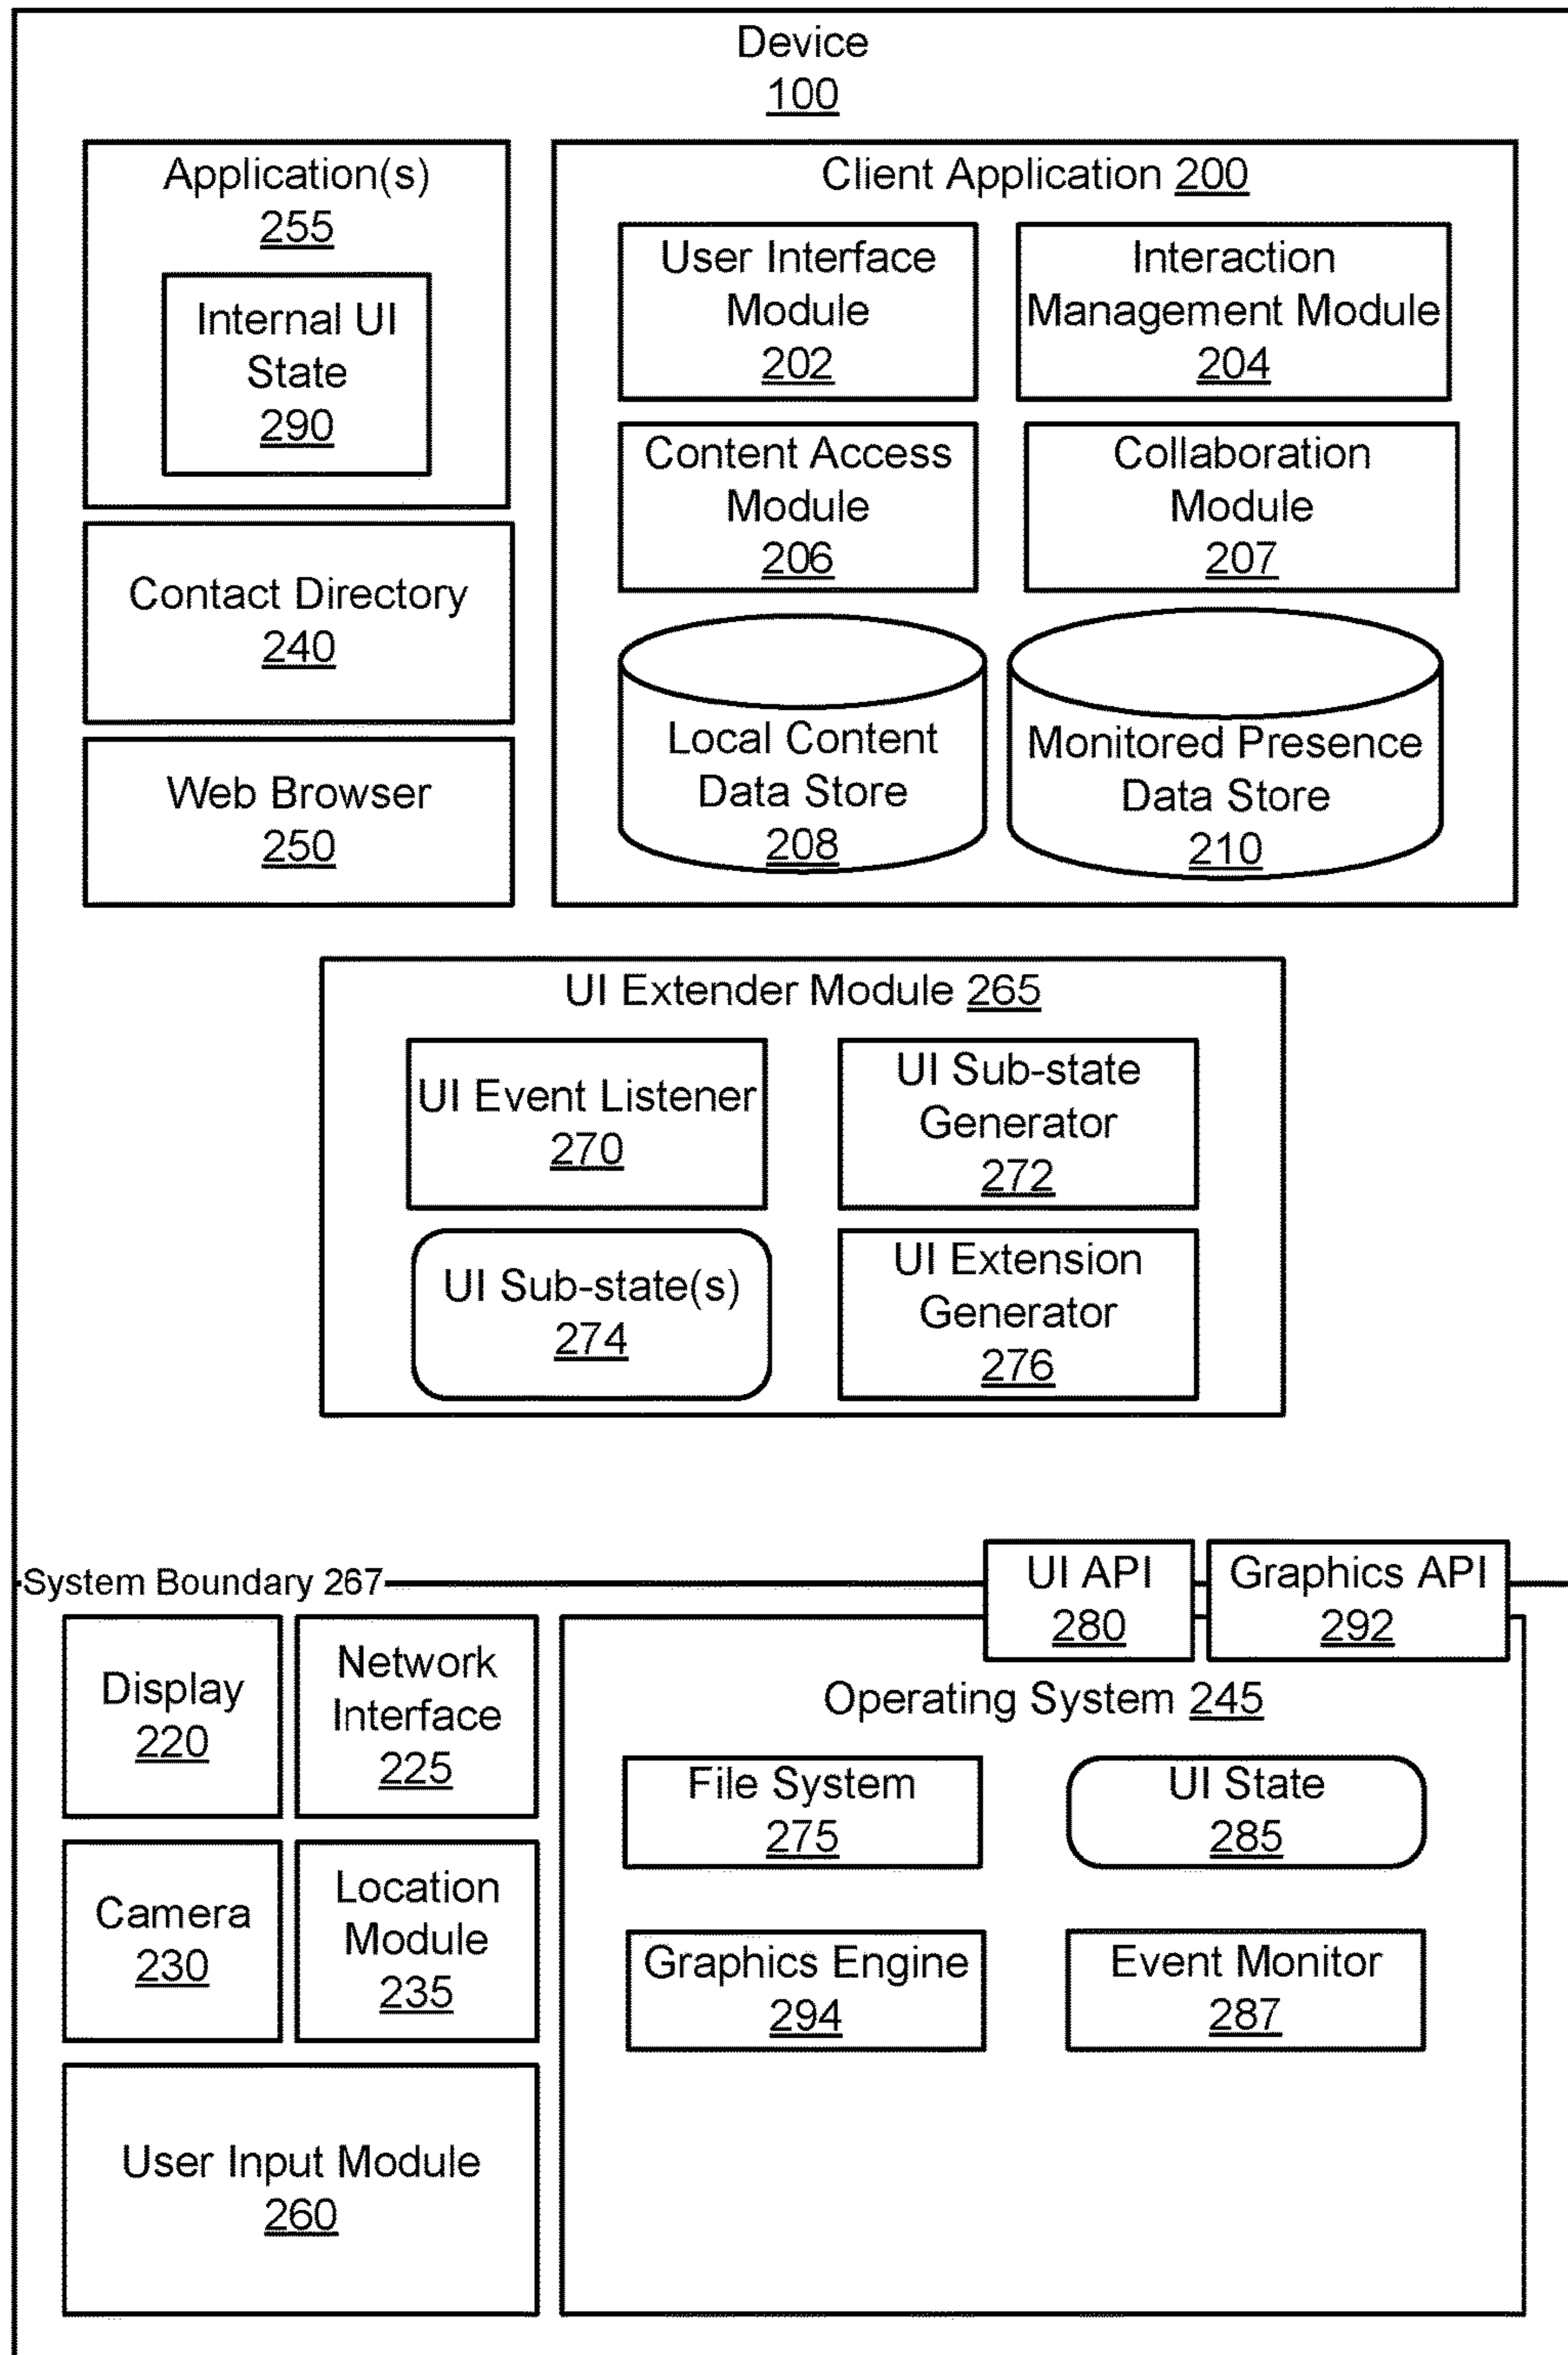 Device
100
Application(s)
255
Internal UI
State
290
Contact Directory
240
Web Browser
250
Client Application 200
User Interface
Module
202
Interaction
Management Module
204
Content Access
Module
206
Collaboration
Module
207
Local Content
Data Store
208
Monitored Presence
Data Store
210
UI Extender Module 265
UI Event Listener
270
UI Sub-state
Generator
272
UI Sub-state(s)
274
UI Extension
Generator
276
System Boundary 267
UI API
280
Graphics API
292
Display
220
Network
Interface
225
Camera
230
Location
Module
235
User Input Module
260
Operating System 245
File System
275
UI State
285
Graphics Engine
294
Event Monitor
287